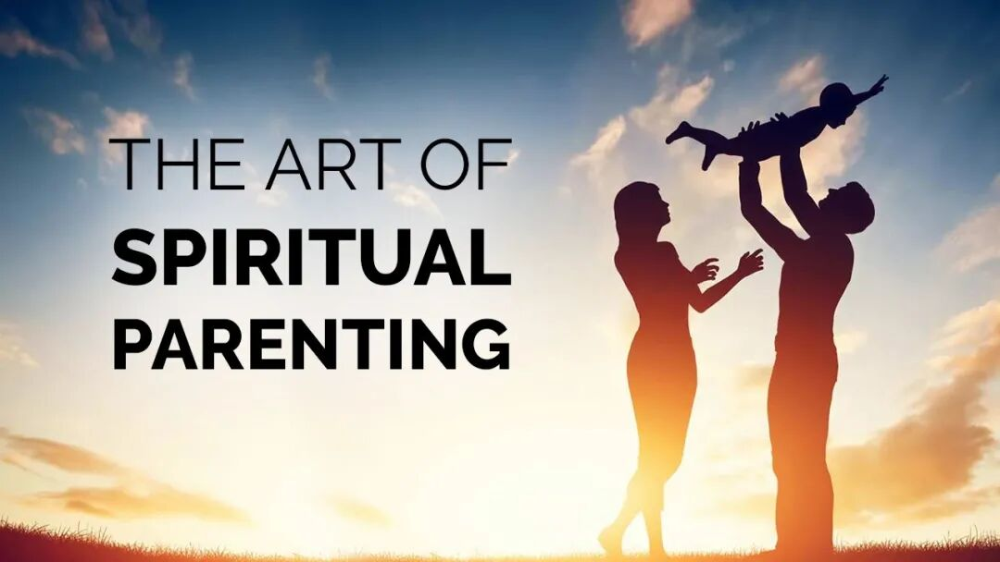 THE ART OF
SPIRITUAL
PARENTING